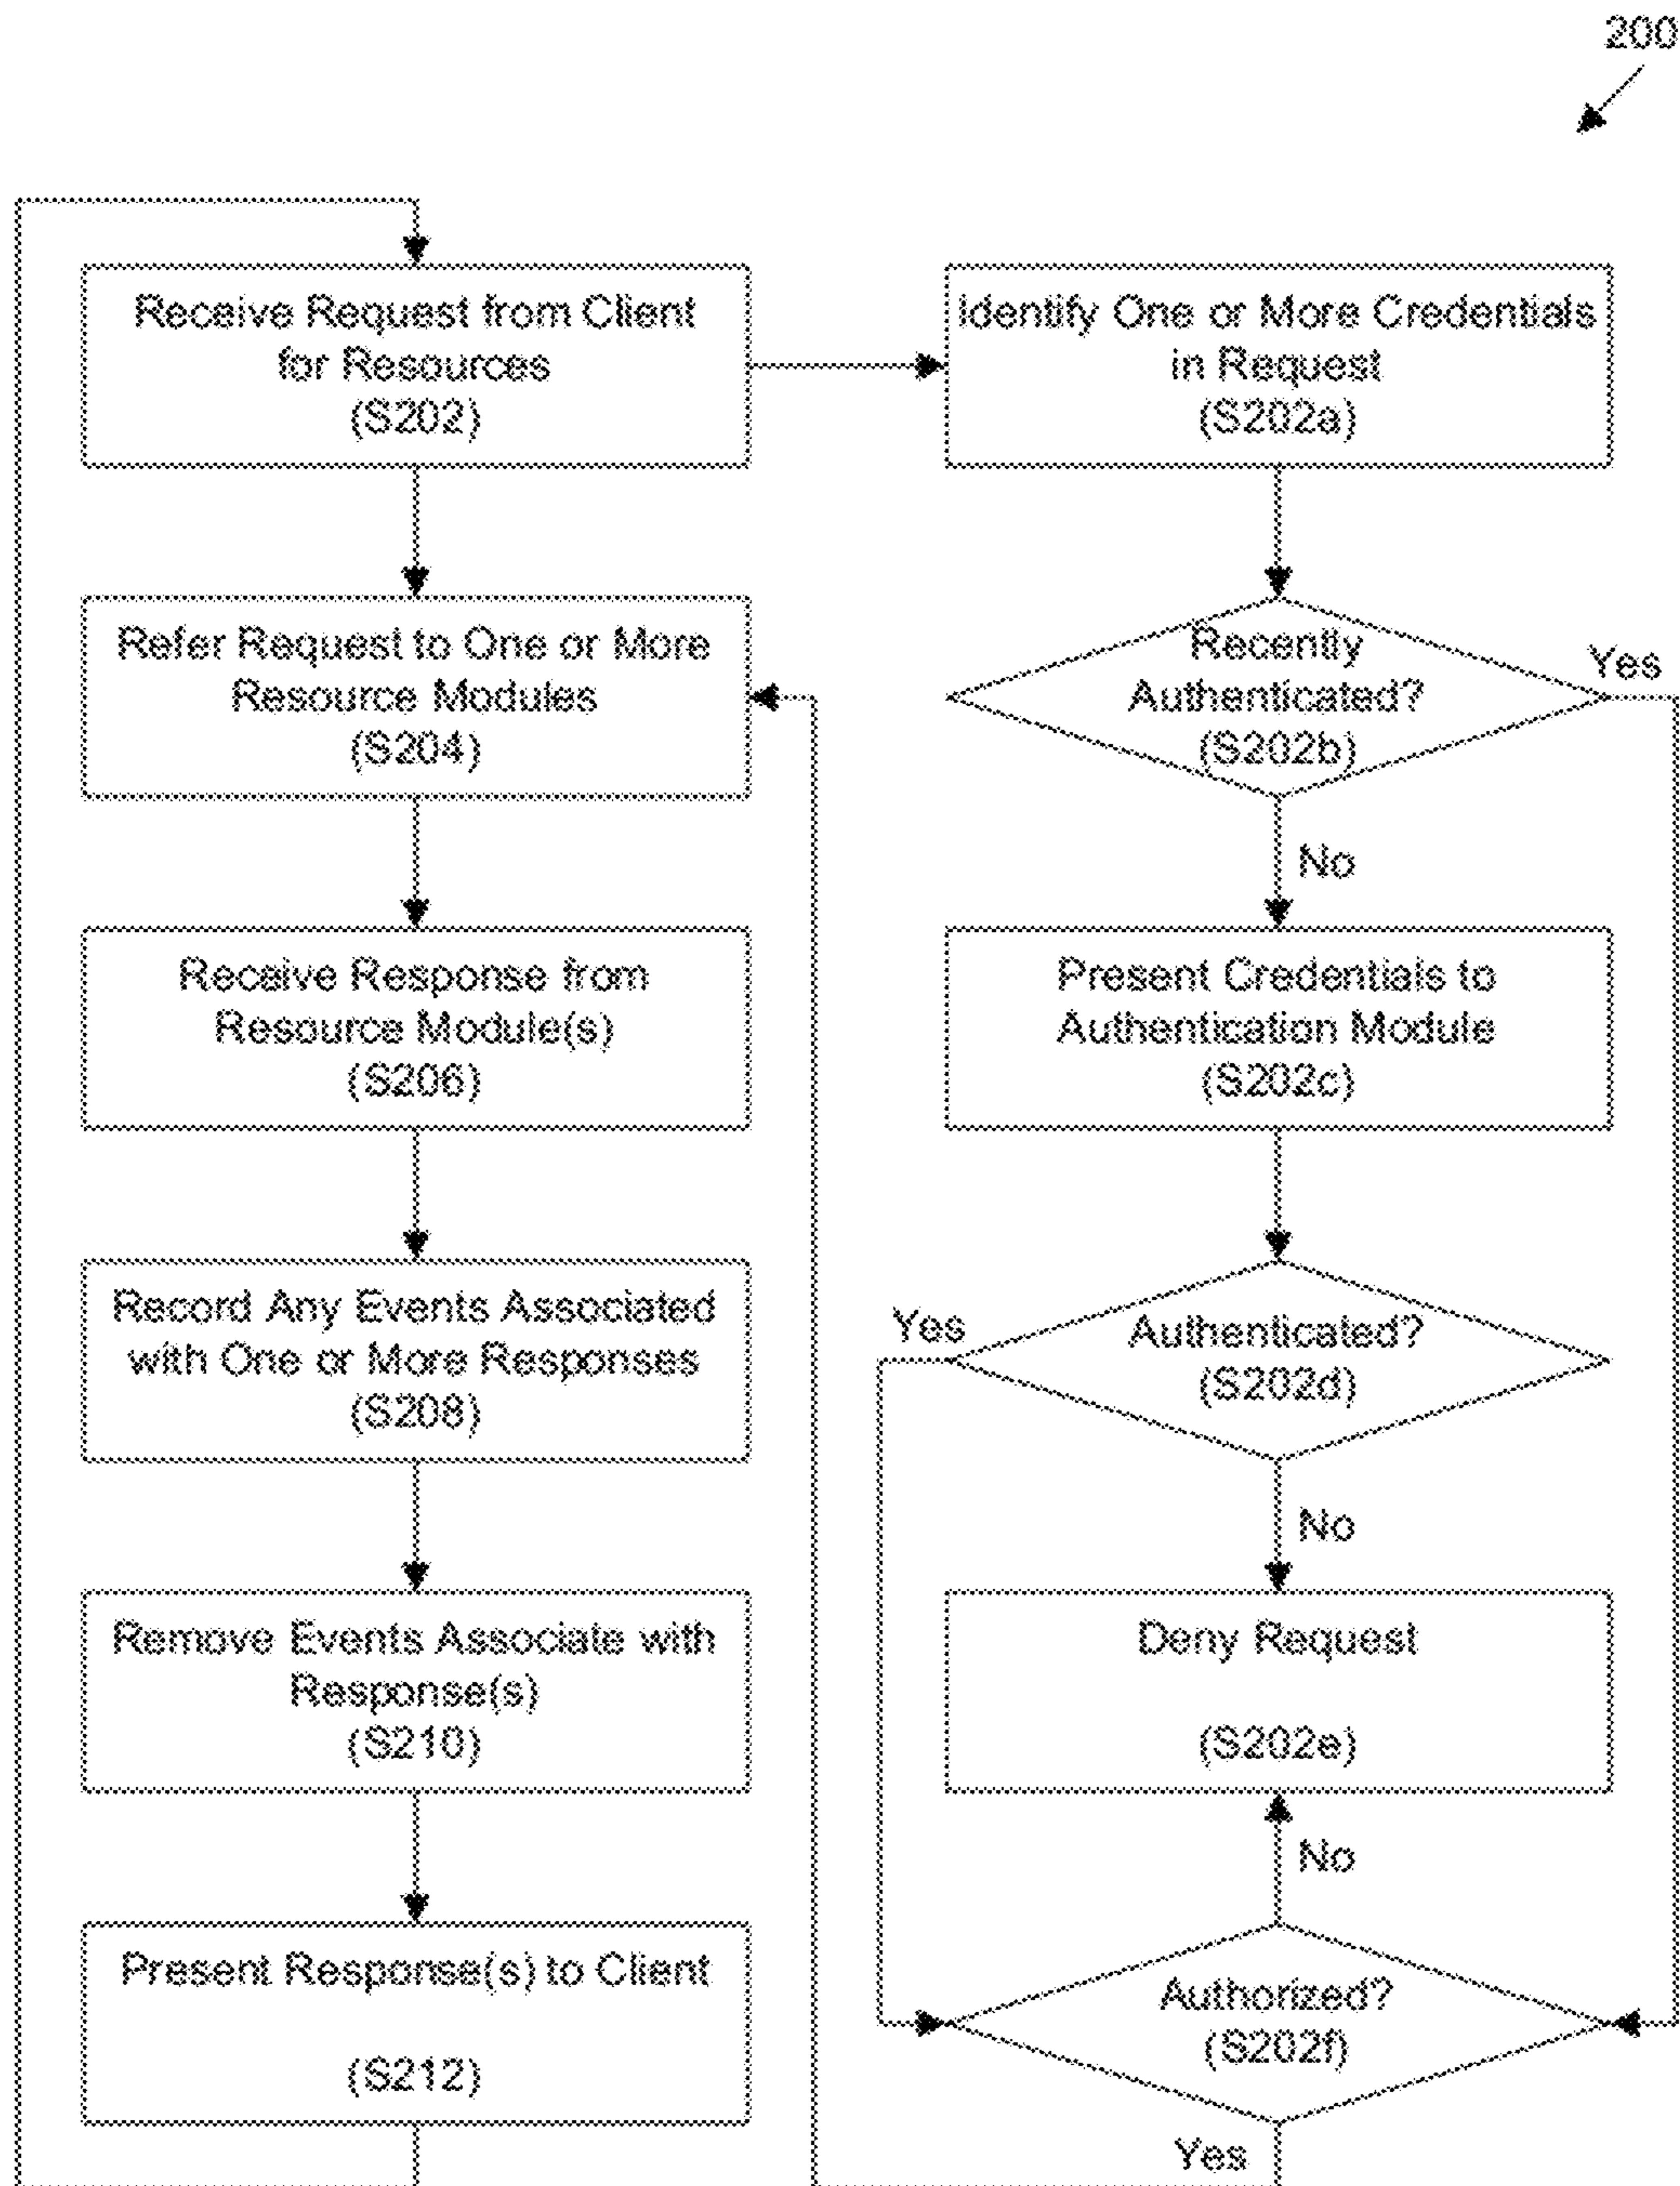 200
Receive Request from Client
for Resources
(S202)
Identify One or More Credentials
in Request
(S202a)
Refer Request to One or More
Resource Modules
(S204)
Recently
Authenticated?
(S202b)
Yes
No
Receive Response from
Resource Module(s)
(S206)
Present Credentials to
Authentication Module
(S202c)
Record Any Events Associated
with One or More Responses
(S208)
Yes
Authenticated?
(S202d)
No
Remove Events Associate with
Response(s)
(S210)
Deny Request
(S202e)
No
Present Response(s) to Client
(S212)
Authorized?
(S202f)
Yes